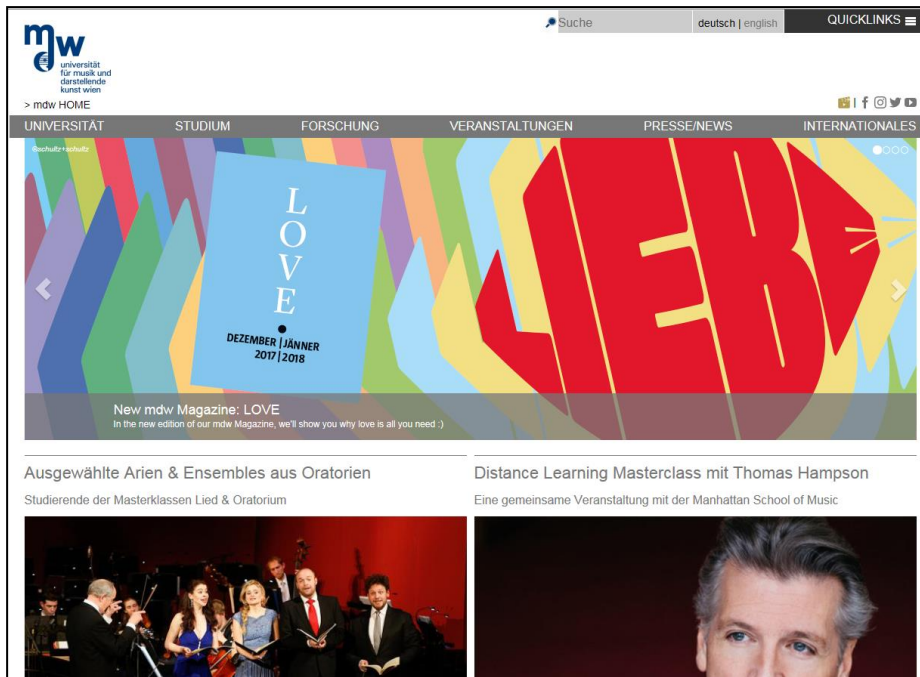 Suche
deutsch | english
QUICKLINKS
mdw
universität
für musik und
darstellende
kunst wien
> mdw HOME
UNIVERSITÄT STUDIUM FORSCHUNG VERANSTALTUNGEN PRESSE/NEWS INTERNATIONALES
©schultz+schultz
LOVE
DEZEMBER | JÄNNER
2017 | 2018
LIEBE
New mdw Magazine: LOVE
In the new edition of our mdw Magazine, we'll show you why love is all you need :)
Ausgewählte Arien & Ensembles aus Oratorien
Studierende der Masterklassen Lied & Oratorium
Distance Learning Masterclass mit Thomas Hampson
Eine gemeinsame Veranstaltung mit der Manhattan School of Music